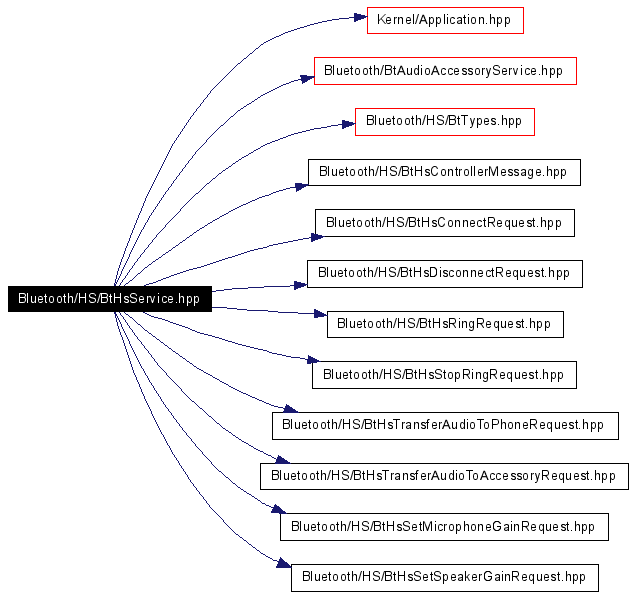 Kernel/Application.hpp
Bluetooth/BtAudioAccessoryService.hpp
Bluetooth/HS/BtTypes.hpp
Bluetooth/HS/BtHsControllerMessage.hpp
Bluetooth/HS/BtHsConnectRequest.hpp
Bluetooth/HS/BtHsDisconnectRequest.hpp
Bluetooth/HS/BtHsService.hpp
Bluetooth/HS/BtHsRingRequest.hpp
Bluetooth/HS/BtHsStopRingRequest.hpp
Bluetooth/HS/BtHsTransferAudioToPhoneRequest.hpp
Bluetooth/HS/BtHsTransferAudioToAccessoryRequest.hpp
Bluetooth/HS/BtHsSetMicrophoneGainRequest.hpp
Bluetooth/HS/BtHsSetSpeakerGainRequest.hpp